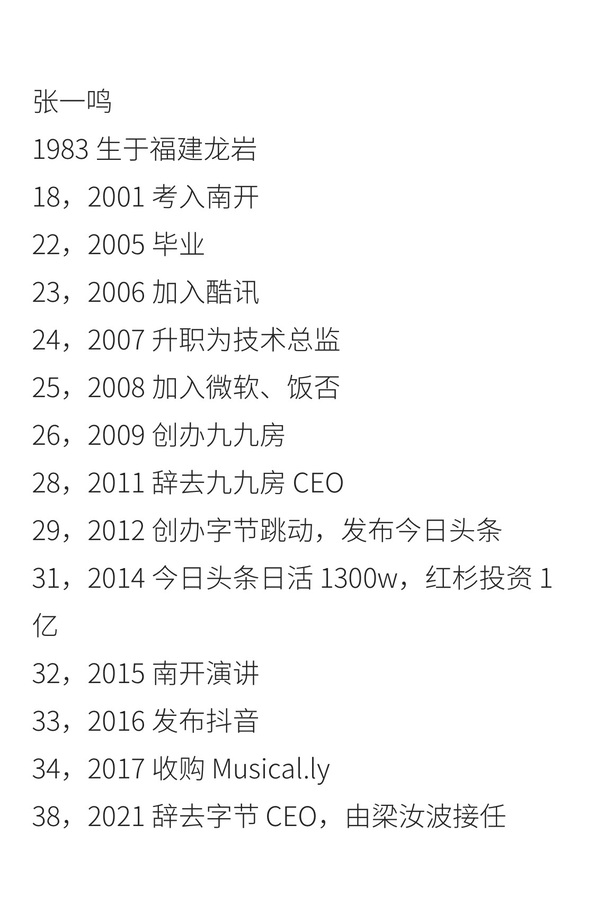 张一鸣
1983 生于福建龙岩
18，2001 考入南开
22，2005 毕业
23，2006 加入酷讯
24，2007 升职为技术总监
25，2008 加入微软、饭否
26，2009 创办九九房
28，2011 辞去九九房 CEO
29，2012 创办字节跳动，发布今日头条
31，2014 今日头条日活 1300w，红杉投资 1
亿
32，2015 南开演讲
33，2016 发布抖音
34，2017 收购 Musical.ly
38，2021 辞去字节 CEO，由梁汝波接任